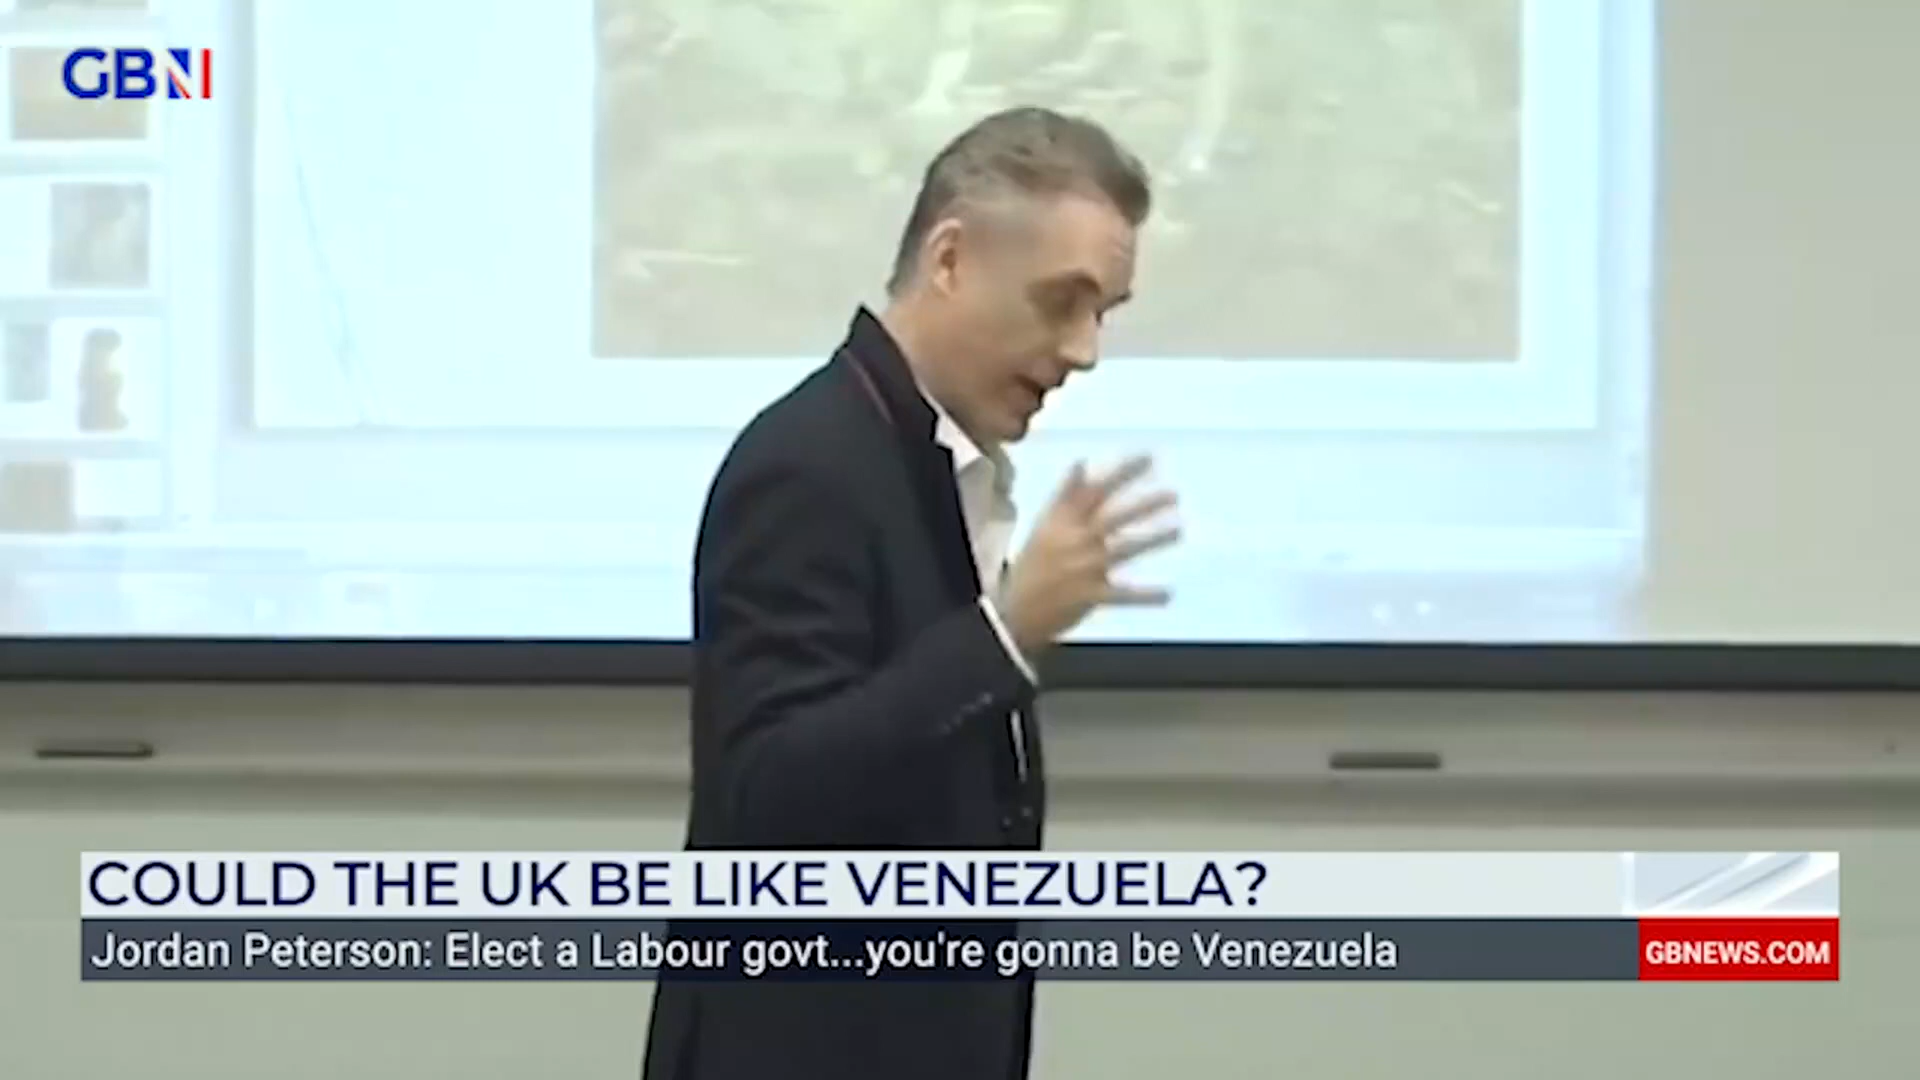 GBN
COULD THE UK BE LIKE VENEZUELA?
Jordan Peterson: Elect a Labour govt...you're gonna be Venezuela
GBNEWS.COM